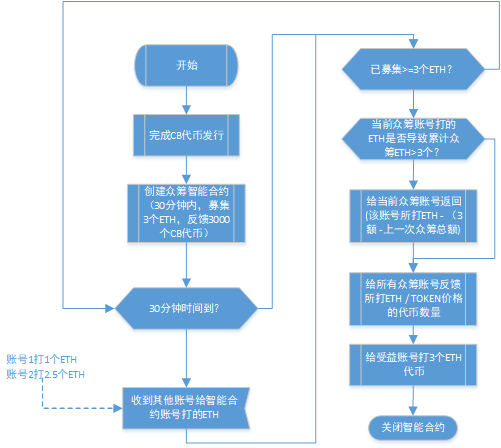 开始
完成CB代币发行
创建众筹智能合约
（30分钟内，募集
3个ETH，反馈3000
个CB代币）
30分钟时间到？
账号1打1个ETH
账号2打2.5个ETH
收到其他账号给智能合
约账号打的ETH
已募集>=3个ETH？
当前众筹账号打的
ETH是否导致累计众
筹ETH>3个？
给当前众筹账号返回
(该账号所打ETH -（3
额 -上一次众筹总额)
给所有众筹账号反馈
所打ETH / TOKEN价格
的代币数量
给受益账号打3个ETH
代币
关闭智能合约